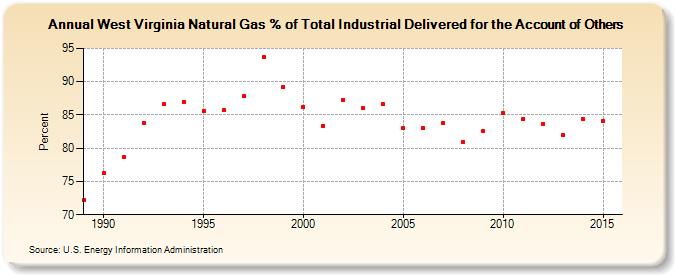 Annual West Virginia Natural Gas % of Total Industrial Delivered for the Account of Others
Percent
95
90
85
80
75
70
1990 1995 2000 2005 2010 2015
Source: U.S. Energy Information Administration